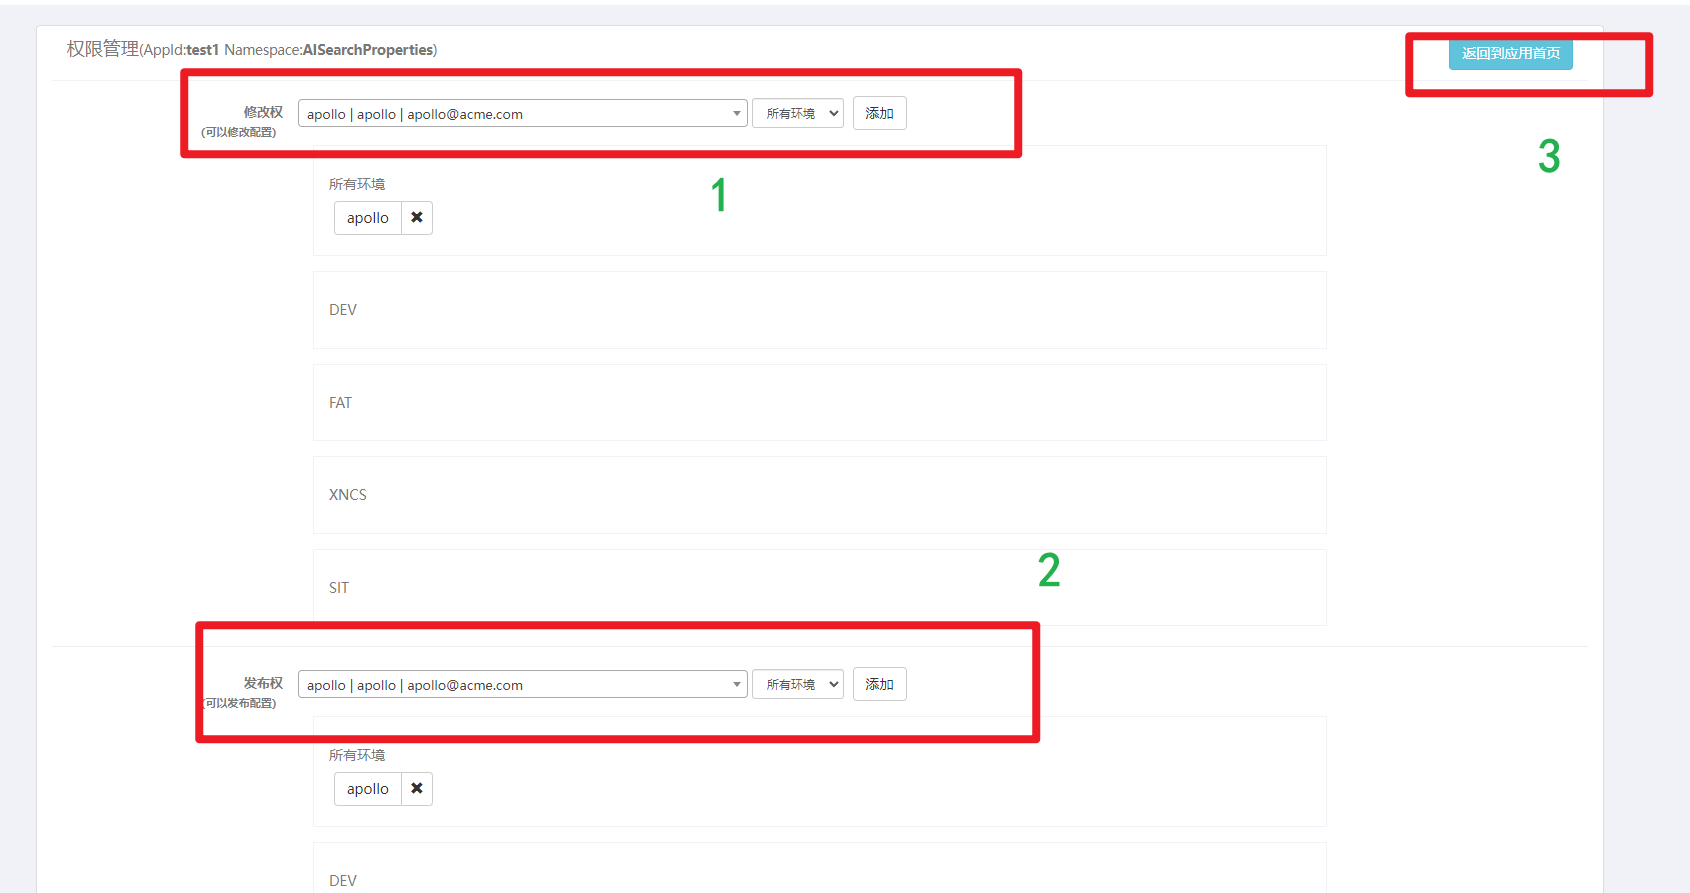 权限管理(AppId:test1 Namespace:AISearchProperties)
返回到应用首页
修改权
(可以修改配置)
apollo | apollo | apollo@acme.com
所有环境
添加
3
1
所有环境
apollo ✖
DEV
FAT
XNCS
2
SIT
发布权
(可以发布配置)
apollo | apollo | apollo@acme.com
所有环境
添加
所有环境
apollo ✖
DEV